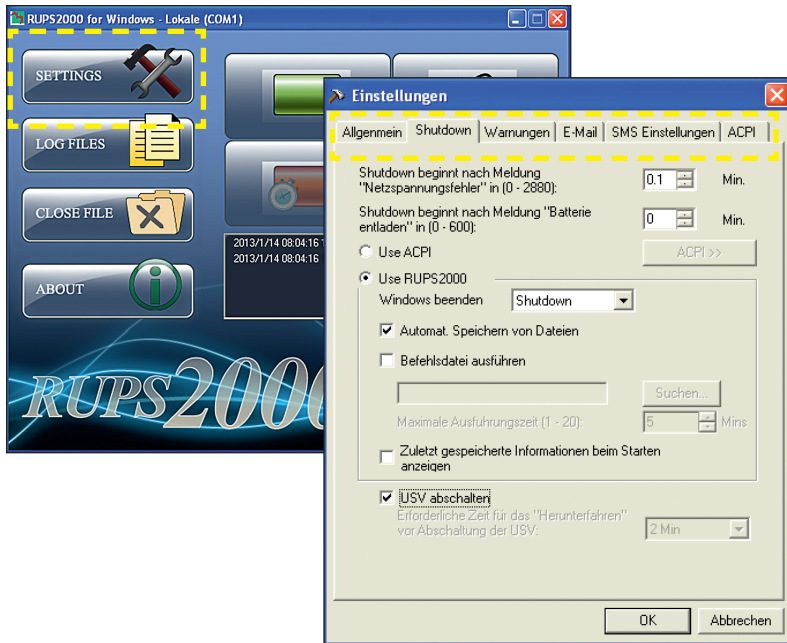 RUPS2000 for Windows - Lokale (COM1)
SETTINGS
LOG FILES
CLOSE FILE
ABOUT
2013/1/14 08:04:16
2013/1/14 08:04:16
RUPS2000
Einstellungen
Allgemein Shutdown Warnungen E-Mail SMS Einstellungen ACPI
Shutdown beginnt nach Meldung
"Netzspannungsfehler" in (0 - 2880): 0.1 Min.
Shutdown beginnt nach Meldung "Batterie
entladen" in (0 - 600): 0 Min.
Use ACPI ACPI >>
Use RUPS2000
Windows beenden Shutdown
Automat. Speichern von Dateien
Befehlsdatei ausführen
Suchen...
Maximale Ausfuhrungszeit (1 - 20): 5 Mins
Zuletzt gespeicherte Informationen beim Starten
anzeigen
USV abschalten
Erforderliche Zeit für das "Herunterfahren"
vor Abschaltung der USV: 2 Min
OK Abbrechen